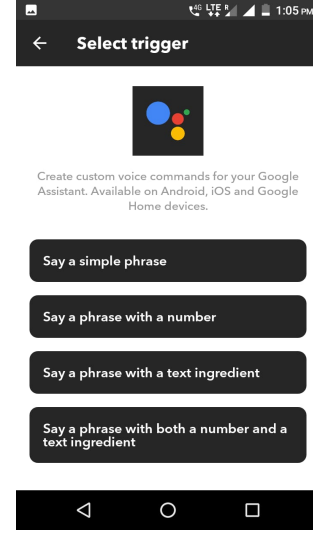 4G LTE R 1:05 PM
Select trigger
Create custom voice commands for your Google
Assistant. Available on Android, iOS and Google
Home devices.
Say a simple phrase
Say a phrase with a number
Say a phrase with a text ingredient
Say a phrase with both a number and a
text ingredient